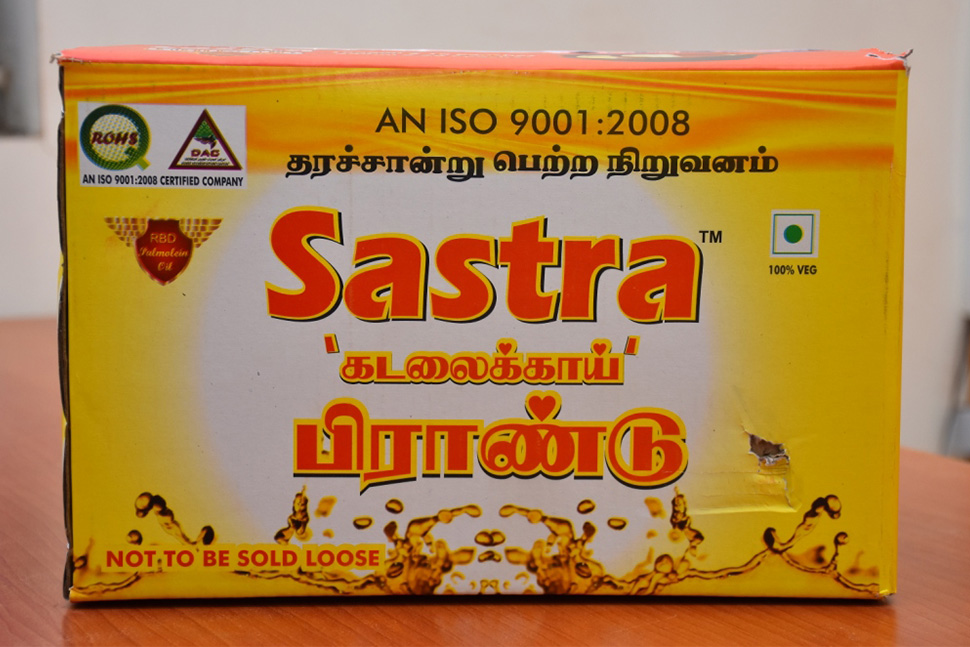 AN ISO 9001:2008
தரச்சான்று பெற்ற நிறுவனம்
ROHS
OAC
AN ISO 9001:2008 CERTIFIED COMPANY
RBD
Palmolein
Oil
Sastra™
100% VEG
'கடலைக்காய்'
பிராண்டு
NOT TO BE SOLD LOOSE